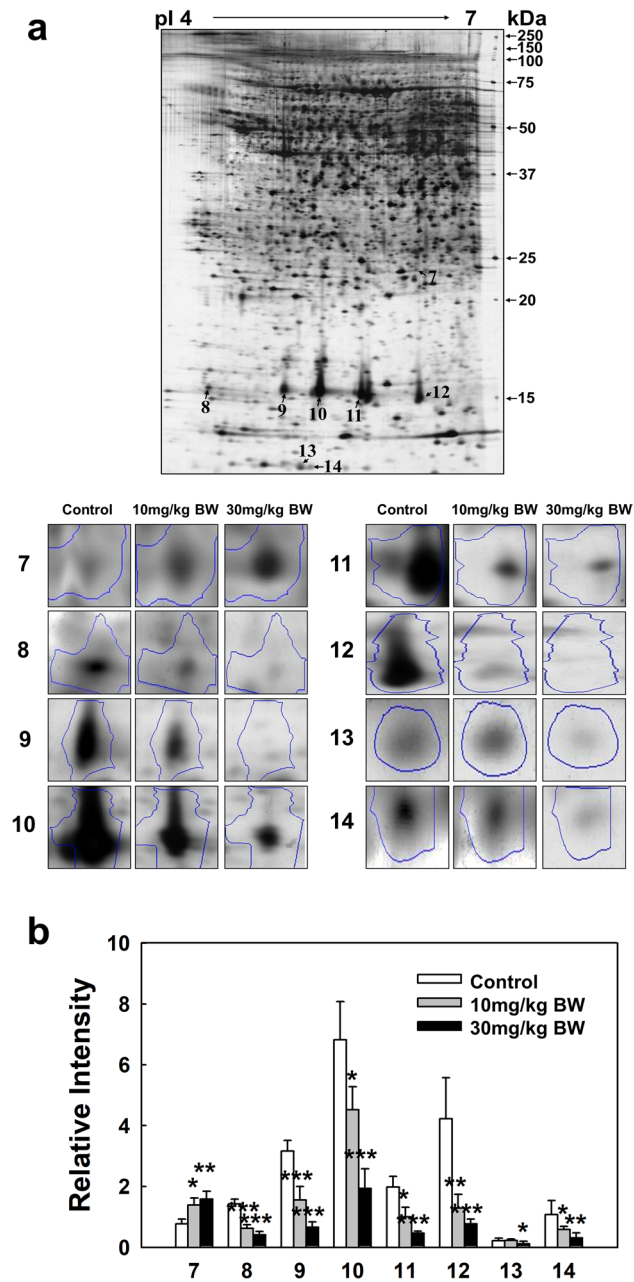 a
pI 4 7 kDa
250
150
100
75
50
37
25
7
20
8 9 10 11 12
15
13
14
Control 10mg/kg BW 30mg/kg BW Control 10mg/kg BW 30mg/kg BW
7 11
8 12
9 13
10 14
b
10
8
6
4
2
0
Relative Intensity
Control
10mg/kg BW
30mg/kg BW
* ** *** *** *** *** * *** * *** ** *** * * **
7 8 9 10 11 12 13 14